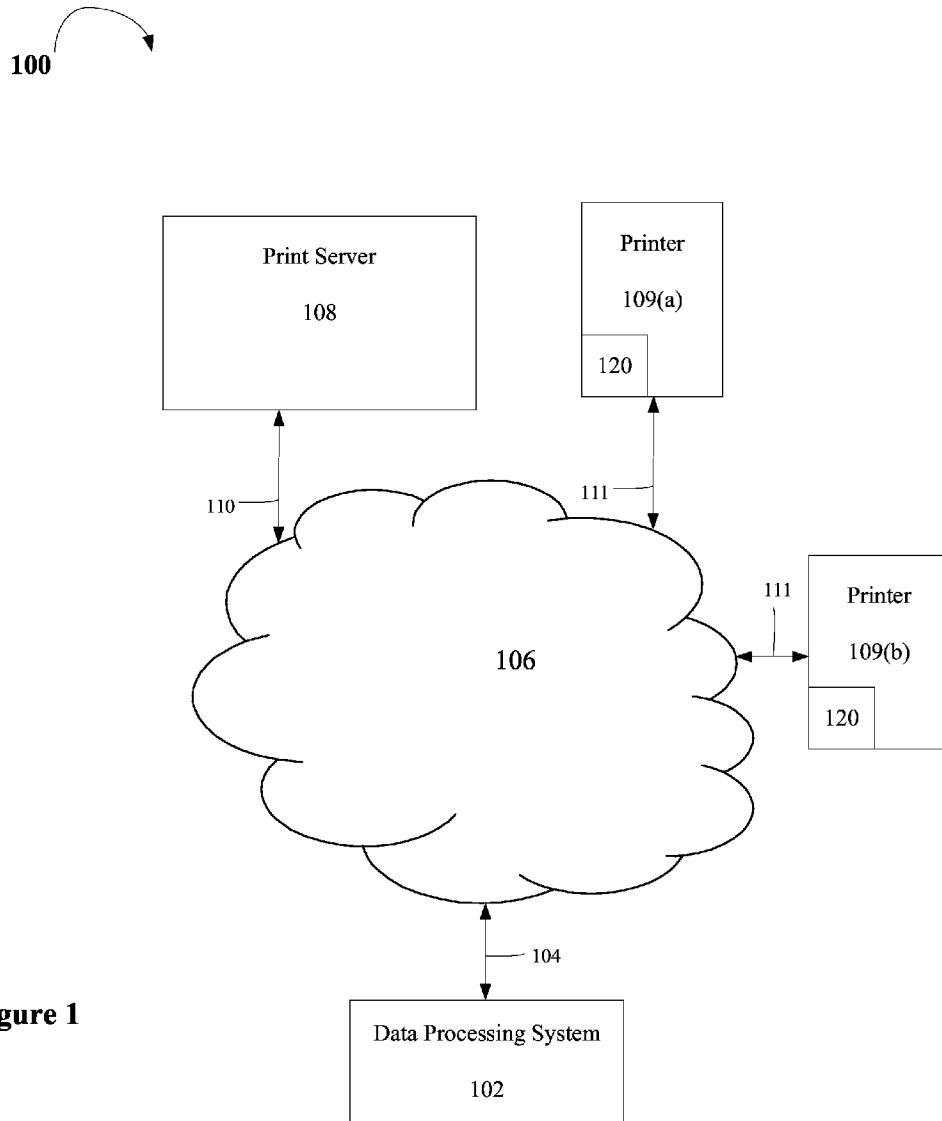 100
Print Server
108
Printer
109(a)
120
110
111
111
Printer
109(b)
120
106
104
gure 1
Data Processing System
102